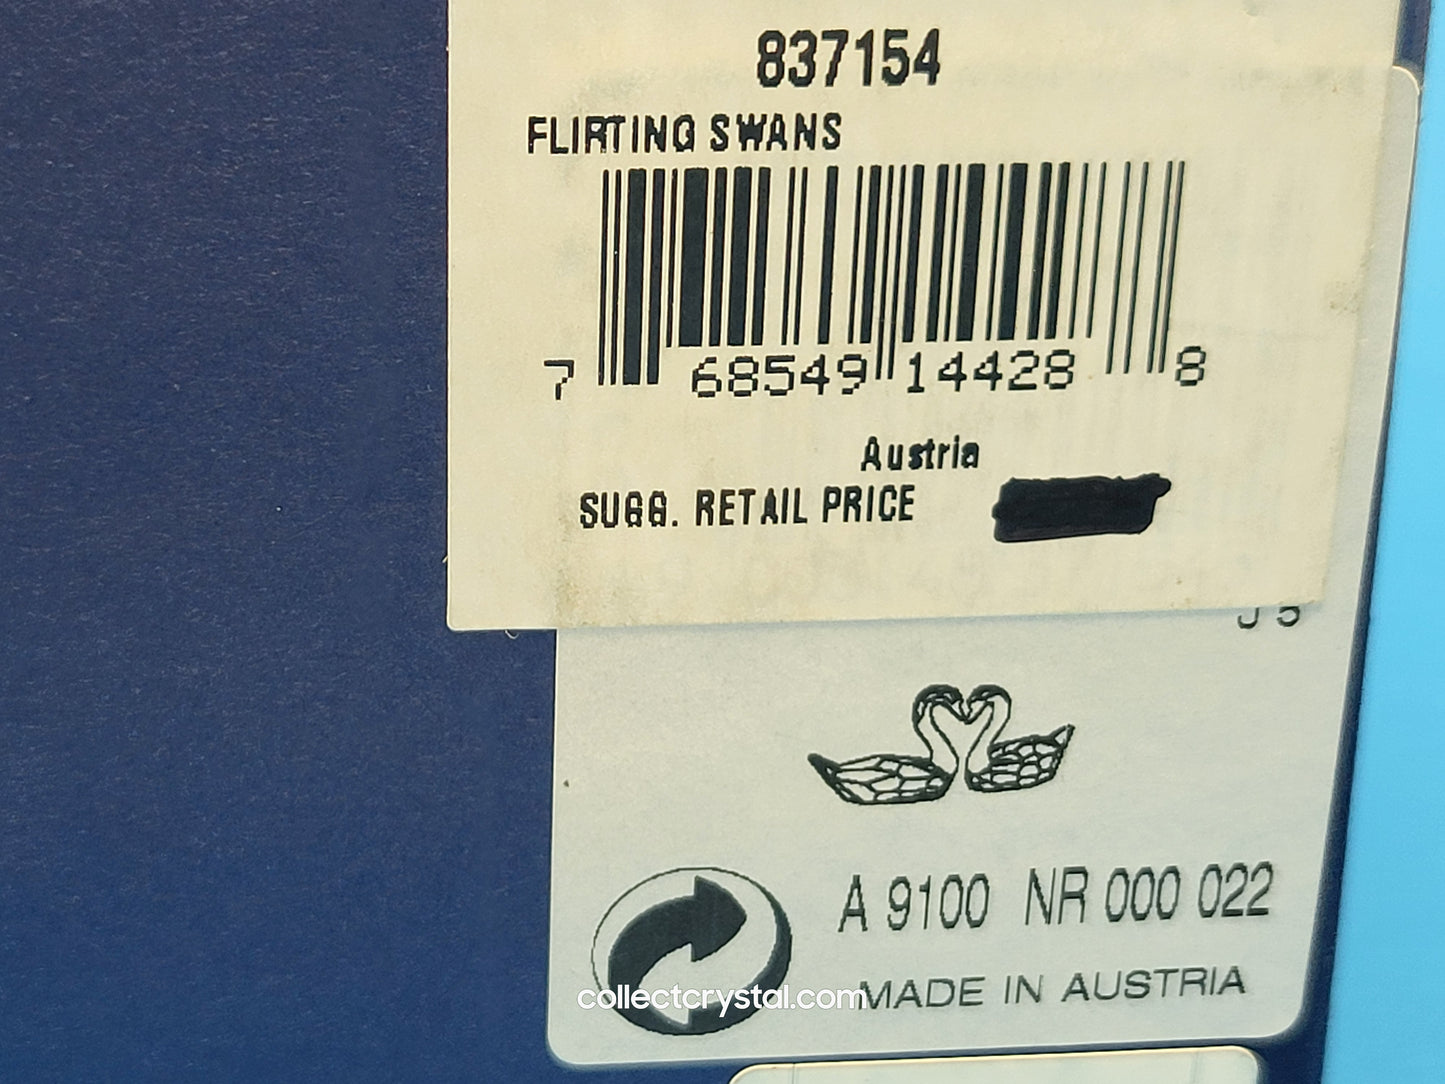 837154
FLIRTING SWANS
7 68549 14428 8
Austria
SUGG. RETAIL PRICE
J 5
A 9100 NR 000 022
MADE IN AUSTRIA
collectcrystal.com